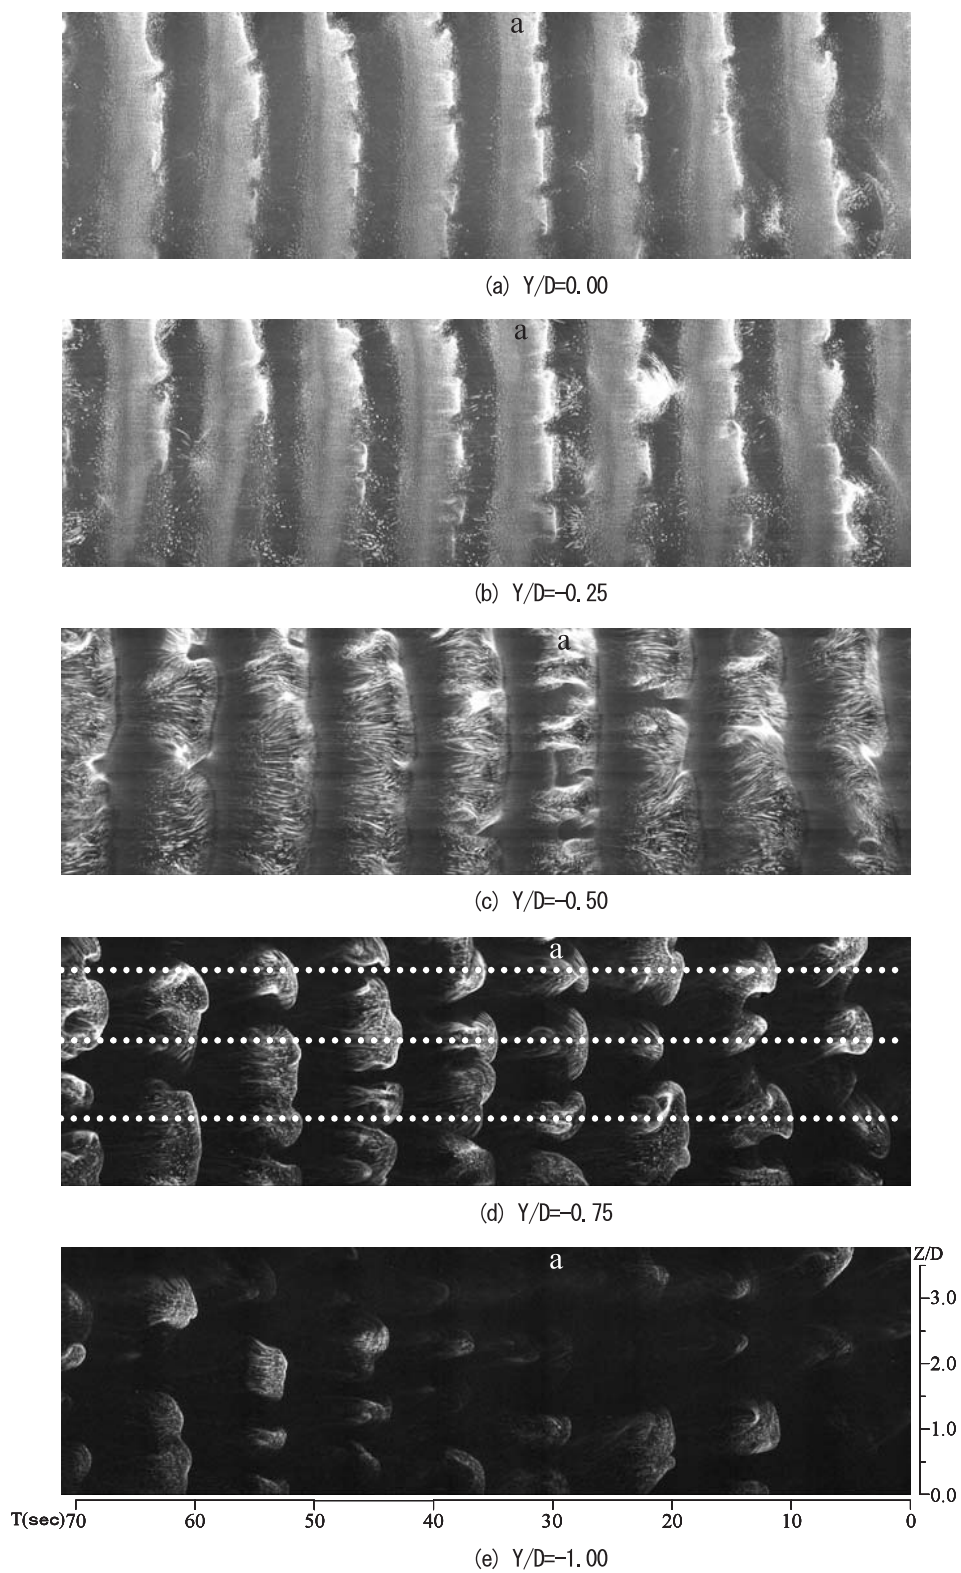 a
(a) Y/D=0.00
a
(b) Y/D=-0.25
a
(c) Y/D=-0.50
a
(d) Y/D=-0.75
a
Z/D
3.0
2.0
1.0
0.0
T(sec) 70 60 50 40 30 20 10 0
(e) Y/D=-1.00